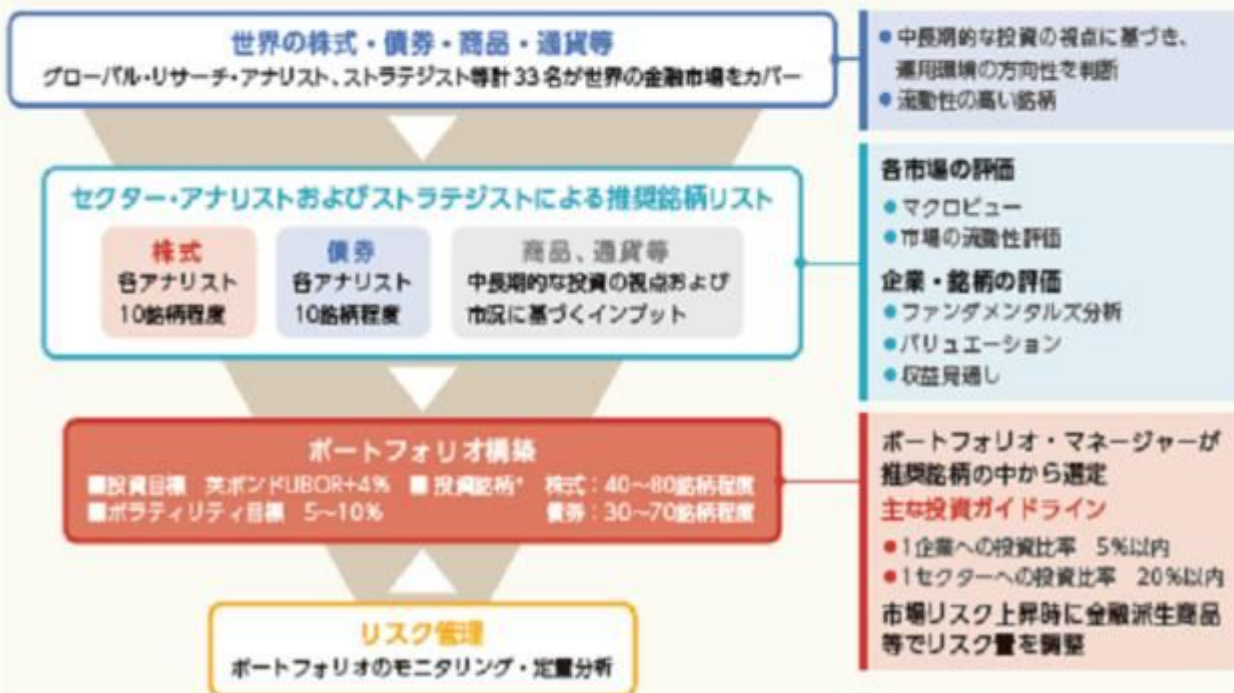 世界の株式・債券・商品・通貨等
グローバル・リサーチ・アナリスト、ストラテジスト等計33名が世界の金融市場をカバー
●中長期的な投資の視点に基づき、
運用環境の方向性を判断
●流動性の高い銘柄
セクター・アナリストおよびストラテジストによる推奨銘柄リスト
株式
各アナリスト
10銘柄程度
債券
各アナリスト
10銘柄程度
商品、通貨等
中長期的な投資の視点および
市況に基づくインプット
各市場の評価
●マクロビュー
●市場の流動性評価
企業・銘柄の評価
●ファンダメンタルズ分析
●バリュエーション
●収益見通し
ポートフォリオ構築
■投資目標 英ポンドLIBOR+4% ■投資銘柄* 株式:40〜80銘柄程度
■ボラティリティ目標 5〜10% 債券:30〜70銘柄程度
ポートフォリオ・マネージャーが
推奨銘柄の中から選定
主な投資ガイドライン
●1企業への投資比率 5%以内
●1セクターへの投資比率 20%以内
市場リスク上昇時に金融派生商品
等でリスク量を調整
リスク管理
ポートフォリオのモニタリング・定量分析